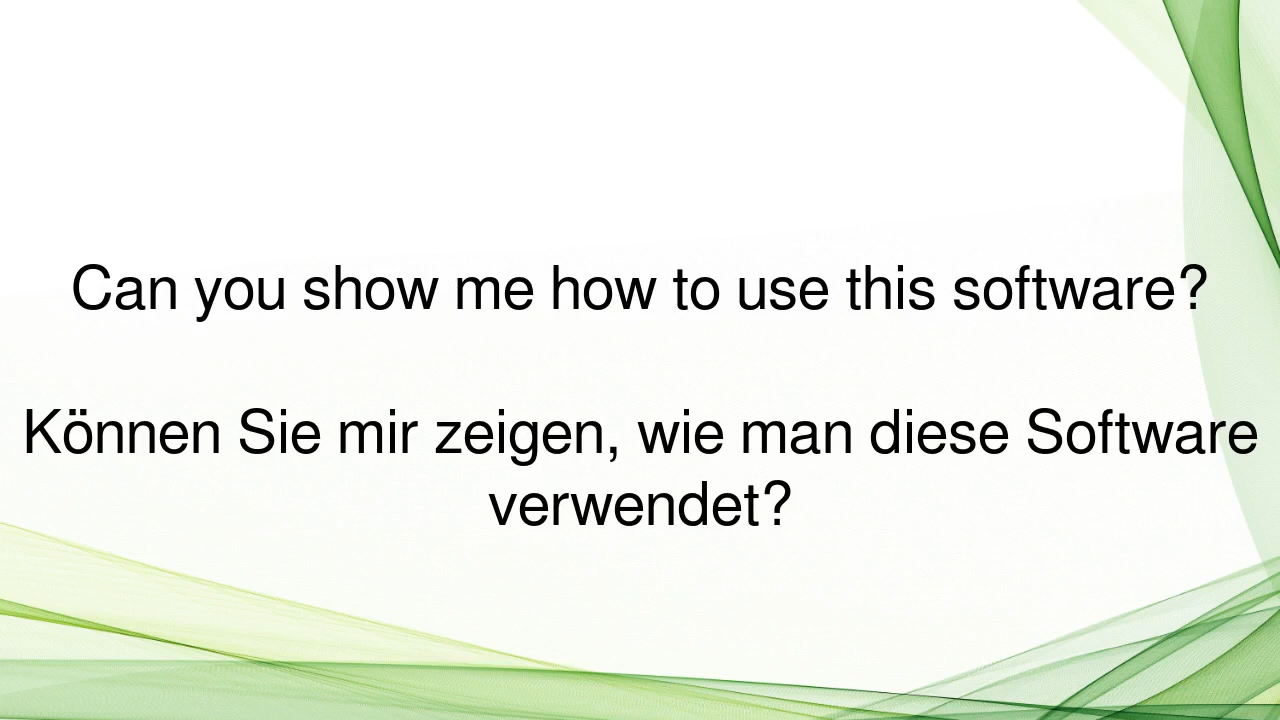 Can you show me how to use this software?
Können Sie mir zeigen, wie man diese Software
verwendet?